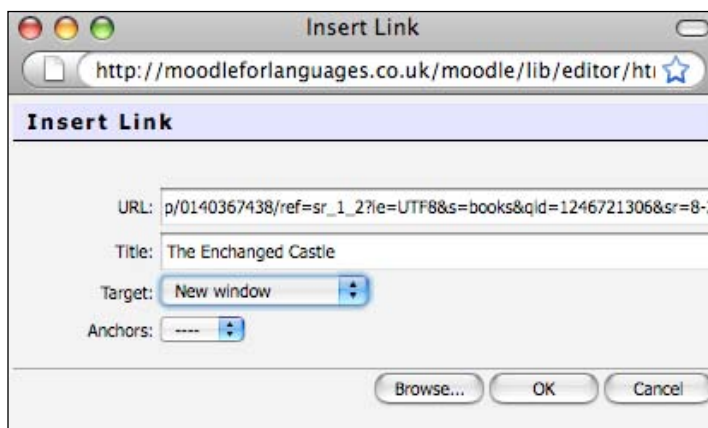 Insert Link
http://moodleforlanguages.co.uk/moodle/lib/editor/ht
Insert Link
URL: p/0140367438/ref=sr_1_2?ie=UTF8&s=books&qid=1246721306&sr=8-
Title: The Enchanged Castle
Target: New window
Anchors: ----
Browse... OK Cancel